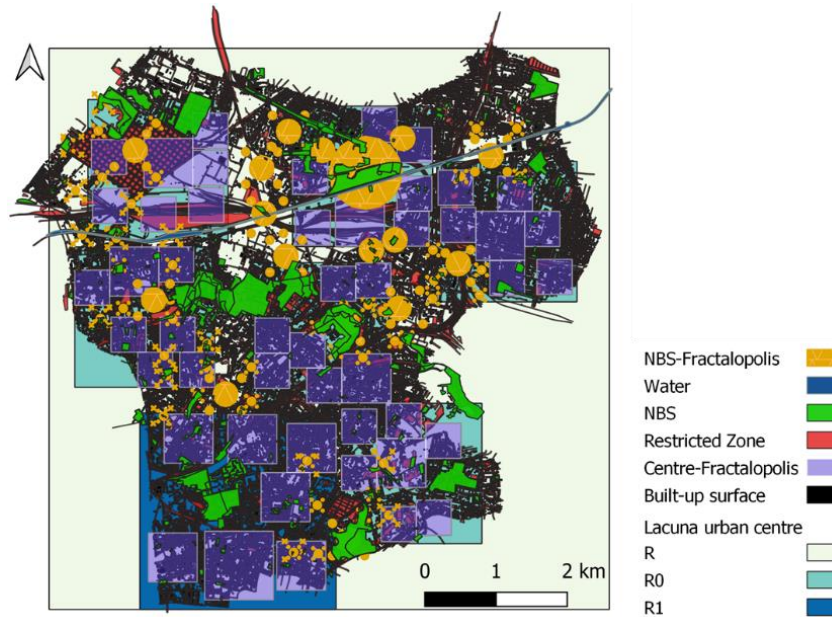 NBS-Fractalopolis
Water
NBS
Restricted Zone
Centre-Fractalopolis
Built-up surface
Lacuna urban centre
R
R0
R1
0 1 2 km